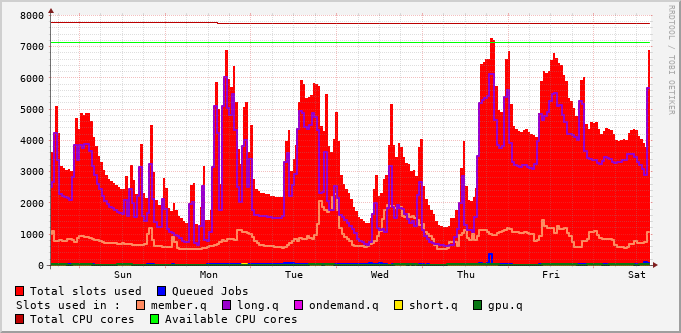 8000
7000
6000
5000
4000
3000
2000
1000
0
Sun Mon Tue Wed Thu Fri Sat
Total slots used Queued Jobs
Slots used in : member.q long.q ondemand.q short.q gpu.q
Total CPU cores Available CPU cores
RRDTOOL / TOBI OETIKER